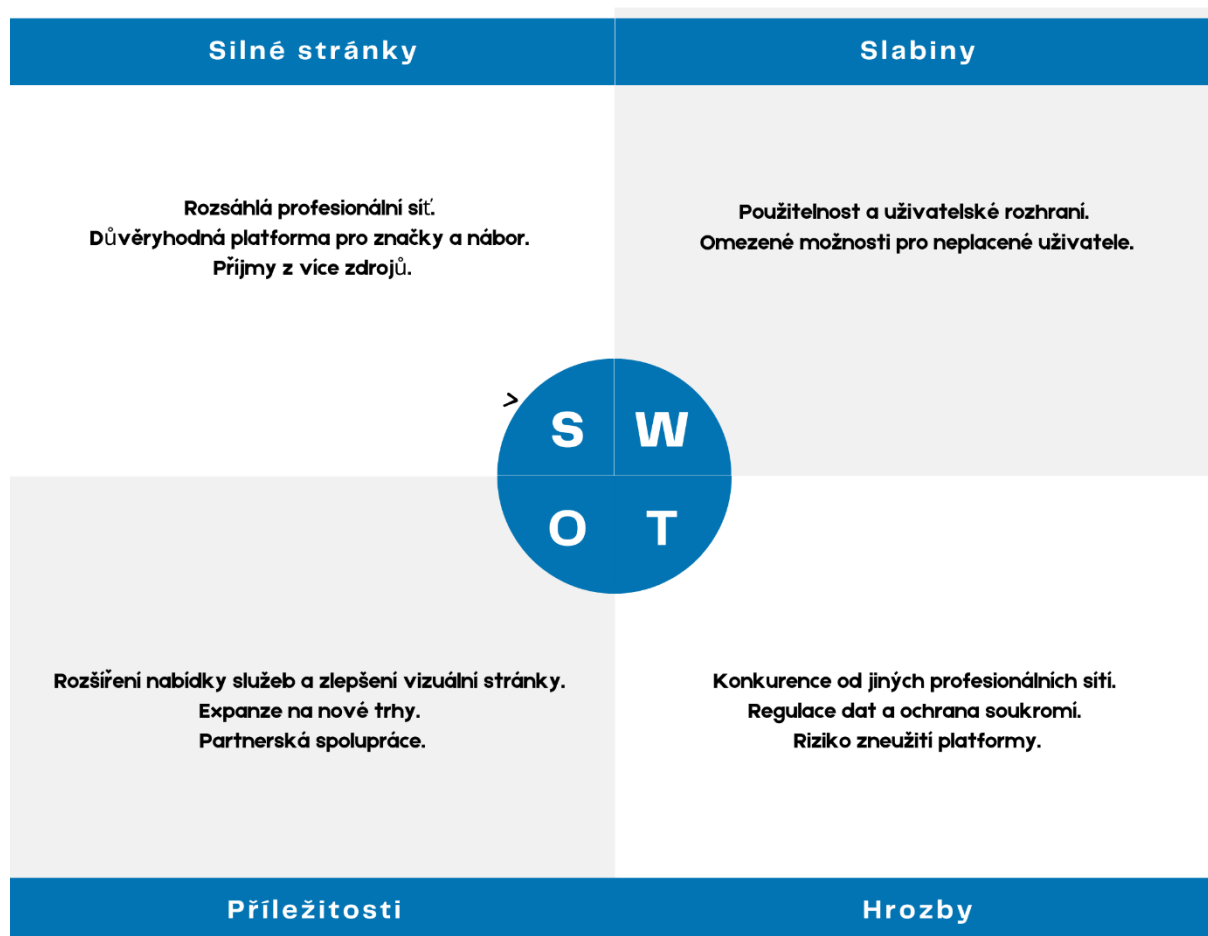 Silné stránky
Slabiny
Rozsáhlá profesionální síť.
Důvěryhodná platforma pro značky a nábor.
Příjmy z více zdrojů.
Použitelnost a uživatelské rozhraní.
Omezené možnosti pro neplacené uživatele.
>
S W
O T
Rozšíření nabídky služeb a zlepšení vizuální stránky.
Expanze na nové trhy.
Partnerská spolupráce.
Konkurence od jiných profesionálních sítí.
Regulace dat a ochrana soukromí.
Riziko zneužití platformy.
Příležitosti
Hrozby